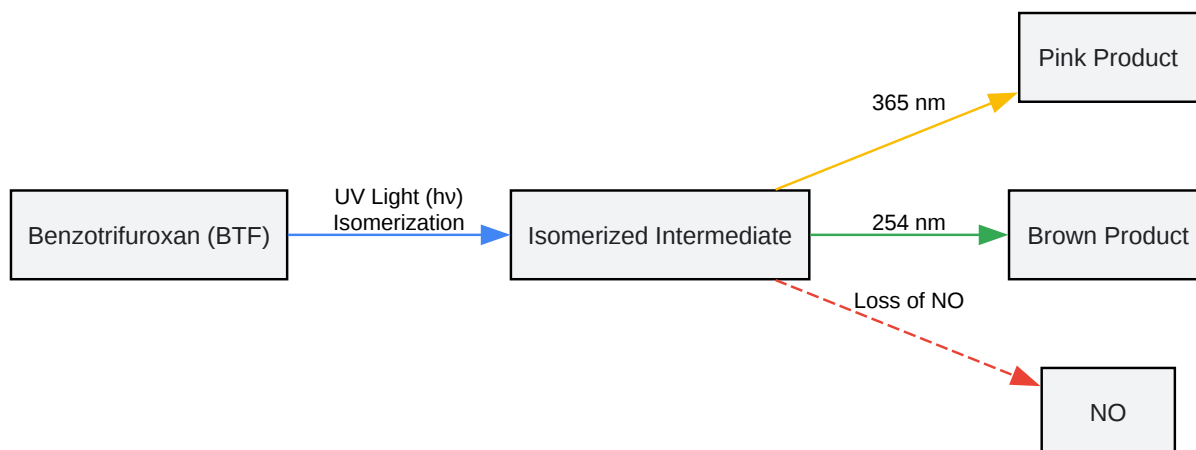 Pink Product
365 nm
UV Light (hν)
Isomerization
Benzotrifuroxan (BTF)
Isomerized Intermediate
254 nm
Brown Product
Loss of NO
NO